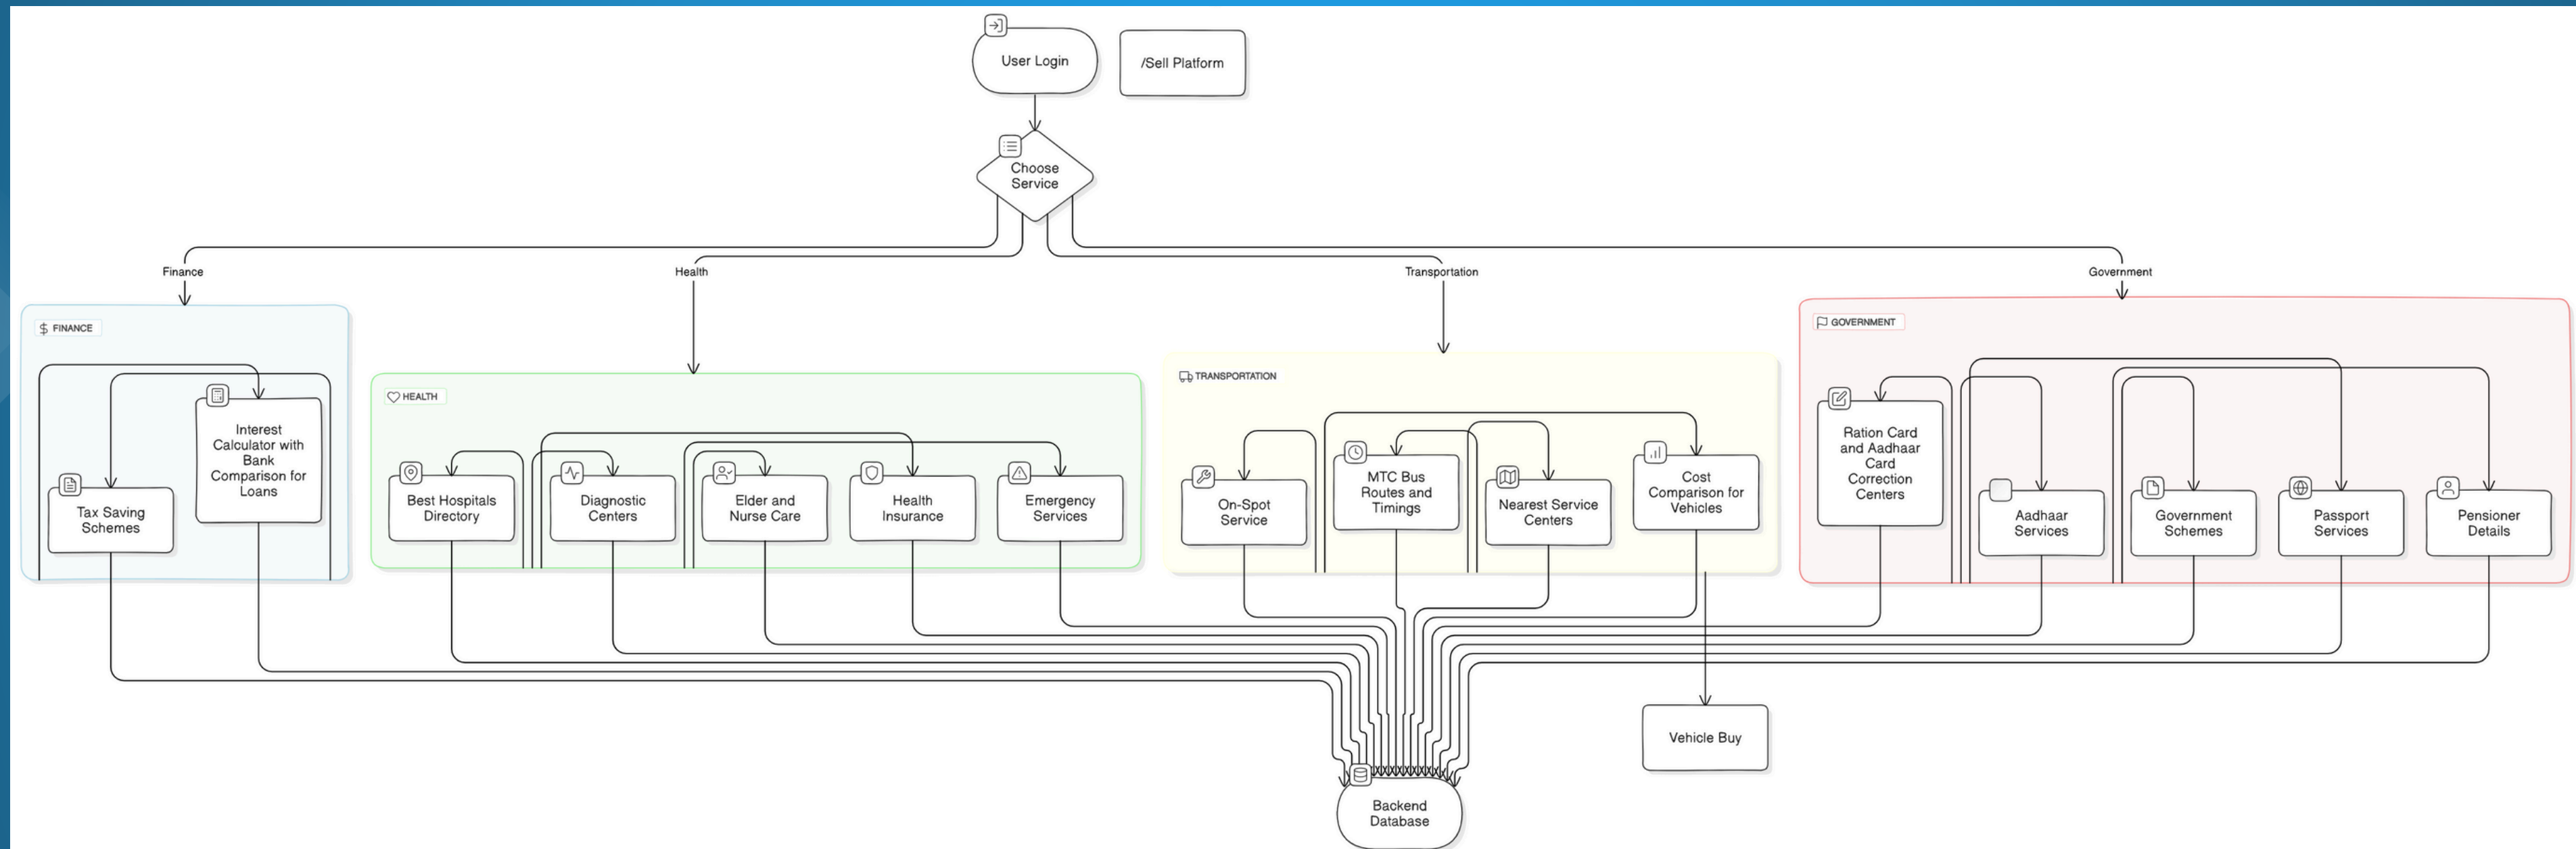 User Login
/Sell Platform
Choose
Service
Finance
Health
Transportation
Government
FINANCE
Interest
Calculator with
Bank
Comparison for
Loans
Tax Saving
Schemes
HEALTH
Best Hospitals
Directory
Diagnostic
Centers
Elder and
Nurse Care
Health
Insurance
Emergency
Services
TRANSPORTATION
On-Spot
Service
MTC Bus
Routes and
Timings
Nearest Service
Centers
Cost
Comparison for
Vehicles
GOVERNMENT
Ration Card
and Aadhaar
Card
Correction
Centers
Aadhaar
Services
Government
Schemes
Passport
Services
Pensioner
Details
Vehicle Buy
Backend
Database